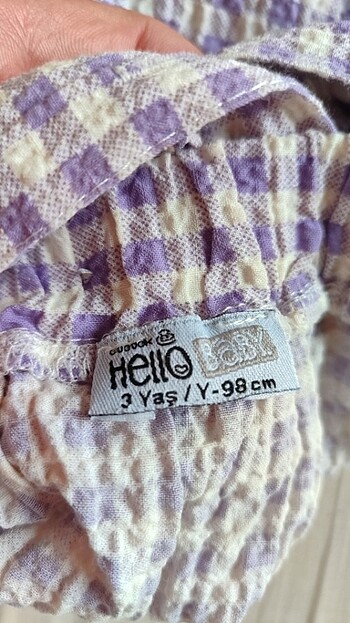 Hello BaBY
3 Yaş / Y-98 cm